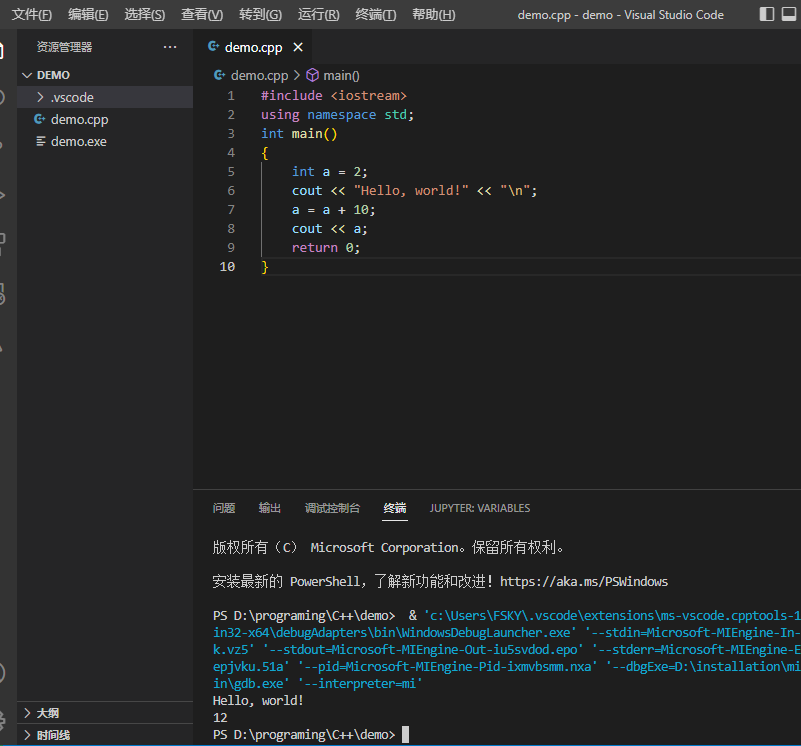 文件(F) 编辑(E) 选择(S) 查看(V) 转到(G) 运行(R) 终端(T) 帮助(H) demo.cpp - demo - Visual Studio Code
资源管理器 ···
DEMO
.vscode
demo.cpp
demo.exe
demo.cpp
demo.cpp > main()
1 #include <iostream>
2 using namespace std;
3 int main()
4 {
5 int a = 2;
6 cout << "Hello, world!" << "\n";
7 a = a + 10;
8 cout << a;
9 return 0;
10 }
问题 输出 调试控制台 终端 JUPYTER: VARIABLES
版权所有（C） Microsoft Corporation。保留所有权利。
安装最新的 PowerShell，了解新功能和改进！https://aka.ms/PSWindows
PS D:\programing\C++\demo> & 'c:\Users\FSKY\.vscode\extensions\ms-vscode.cpptools-1
in32-x64\debugAdapters\bin\WindowsDebugLauncher.exe' '--stdin=Microsoft-MIEngine-In-
k.vz5' '--stdout=Microsoft-MIEngine-Out-iu5svdod.epo' '--stderr=Microsoft-MIEngine-E
epjvku.51a' '--pid=Microsoft-MIEngine-Pid-ixmvbsmm.nxa' '--dbgExe=D:\installation\mi
in\gdb.exe' '--interpreter=mi'
Hello, world!
12
PS D:\programing\C++\demo>
大纲
时间线